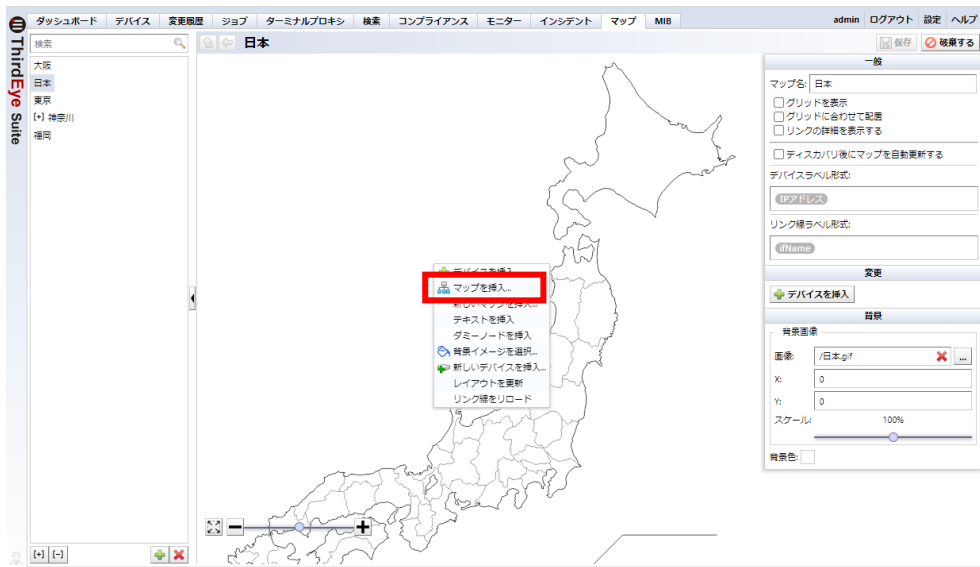 ThirdEye Suite
ダッシュボード デバイス 変更履歴 ジョブ ターミナルプロキシ 検索 コンプライアンス モニター インシデント マップ MIB admin ログアウト 設定 ヘルプ
検索
日本
保存 破棄する
大阪
日本
東京
[+] 神奈川
福岡
デバイスを挿入
マップを挿入...
新しいマップを挿入...
テキストを挿入
ダミーノードを挿入
背景イメージを選択...
新しいデバイスを挿入...
レイアウトを更新
リンク線をリロード
一般
マップ名: 日本
グリッドを表示
グリッドに合わせて配置
リンクの詳細を表示する
ディスカバリ後にマップを自動更新する
デバイスラベル形式:
IPアドレス
リンク線ラベル形式:
ifName
変更
デバイスを挿入
背景
背景画像
画像: /日本.gif ...
X: 0
Y: 0
スケール: 100%
背景色:
[+] [-]